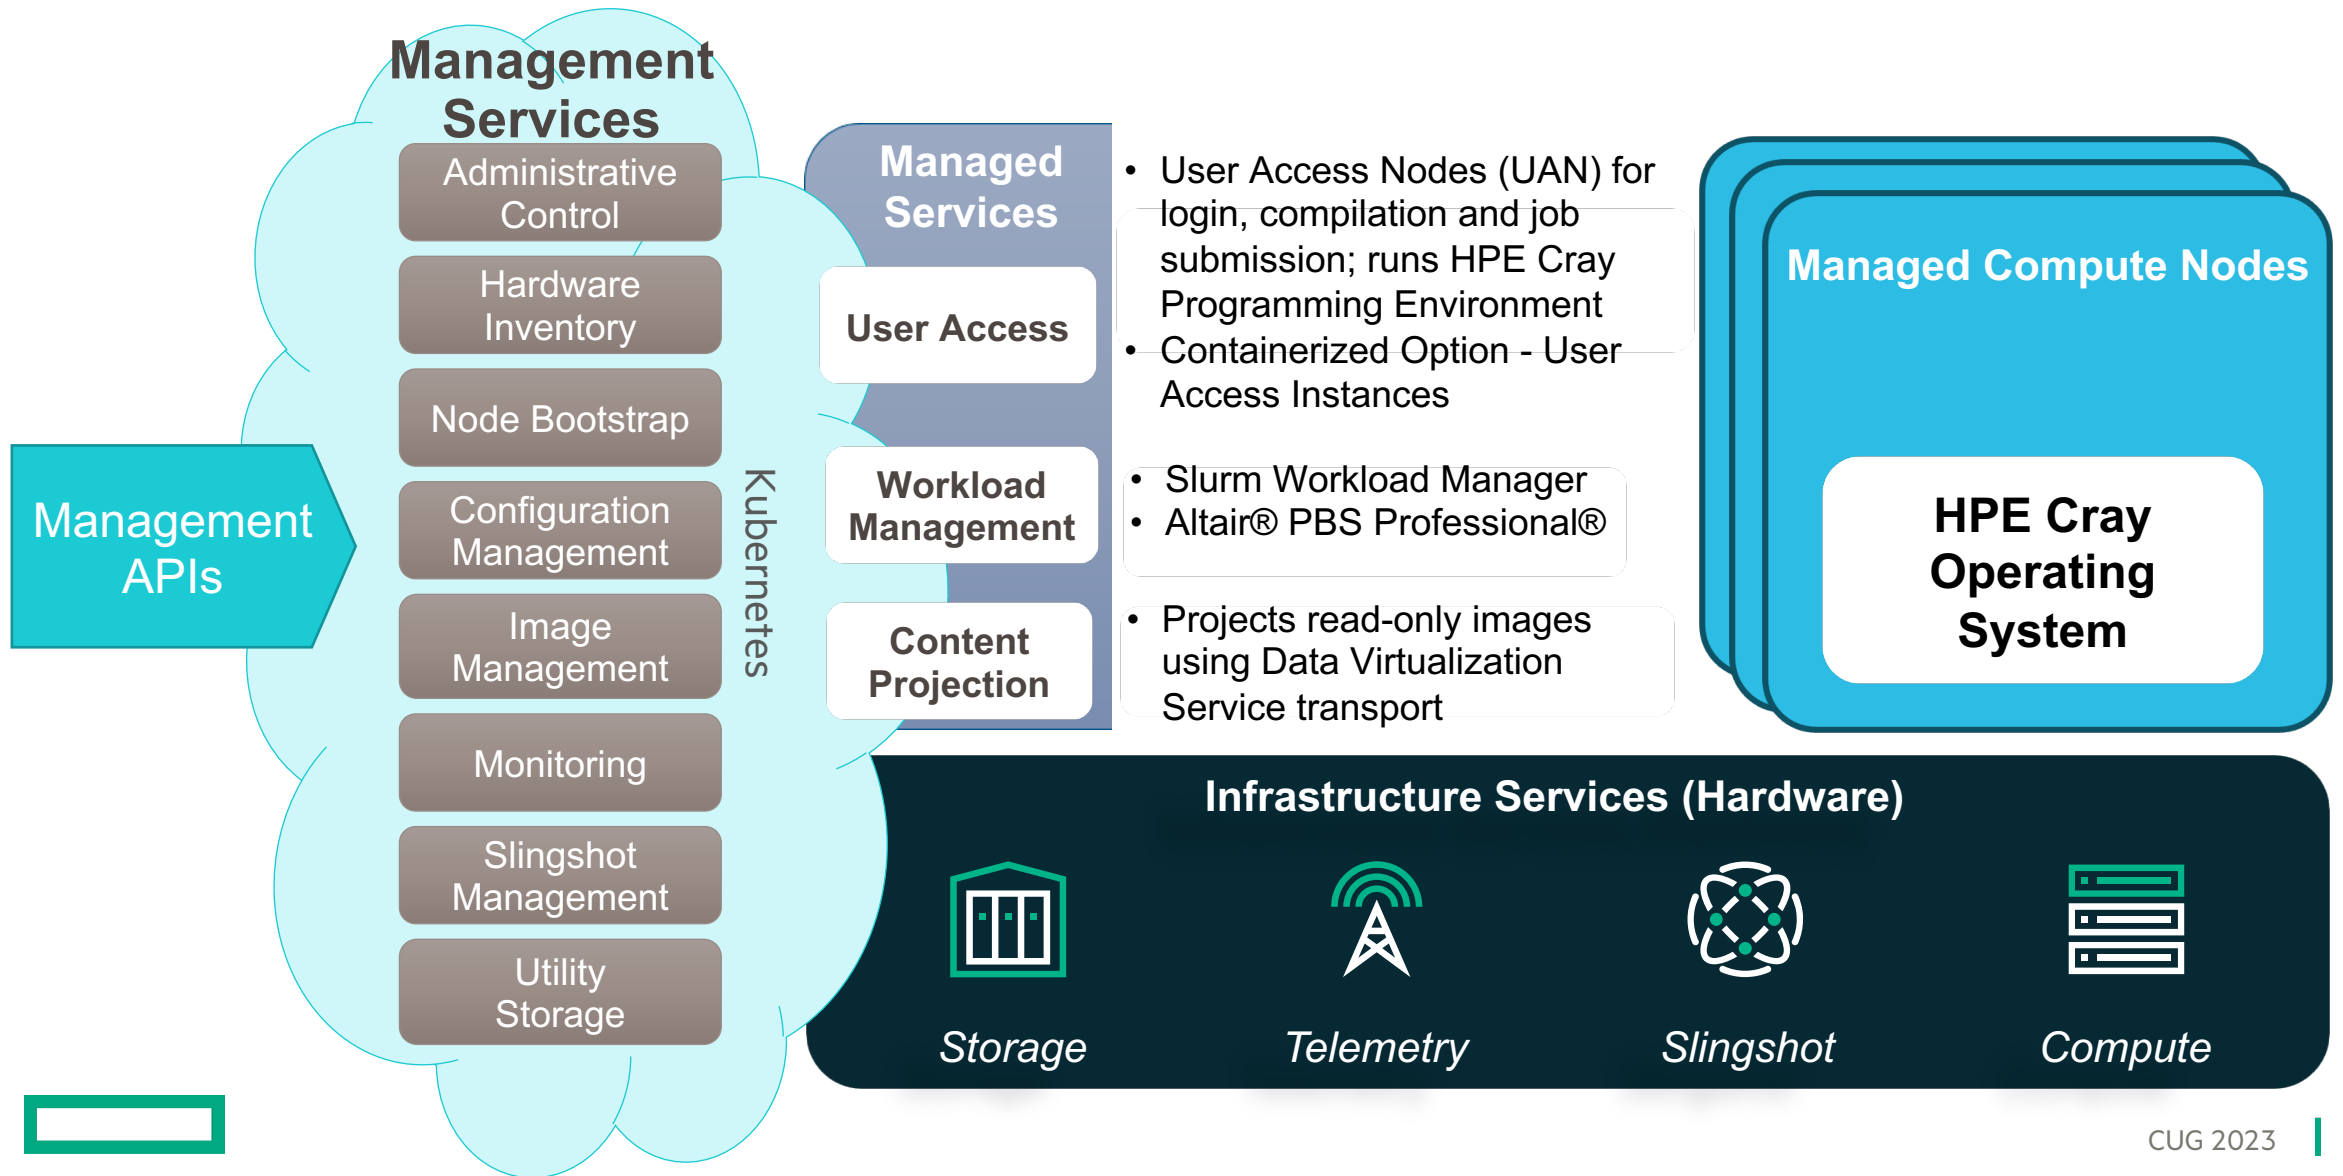 Management
Services
Administrative
Control
Hardware
Inventory
Node Bootstrap
Configuration
Management
Image
Management
Monitoring
Slingshot
Management
Utility
Storage
Kubernetes
Management
APIs
Managed
Services
User Access
• User Access Nodes (UAN) for
login, compilation and job
submission; runs HPE Cray
Programming Environment
• Containerized Option - User
Access Instances
Workload
Management
• Slurm Workload Manager
• Altair® PBS Professional®
Content
Projection
• Projects read-only images
using Data Virtualization
Service transport
Managed Compute Nodes
HPE Cray
Operating
System
Infrastructure Services (Hardware)
Storage
Telemetry
Slingshot
Compute
CUG 2023